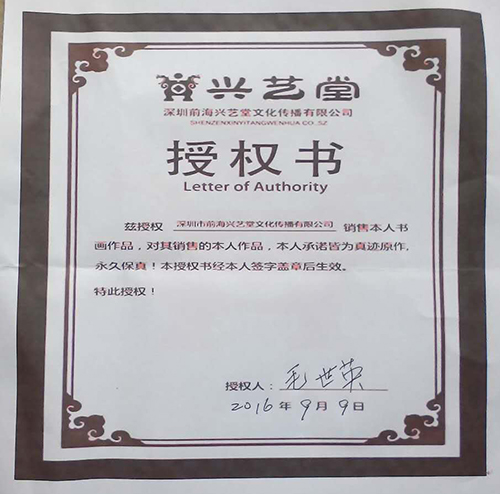 兴艺堂
深圳前海兴艺堂文化传播有限公司
SHENZENXINYITANGWENHUA CO.,SZ
授权书
Letter of Authority
兹授权 深圳市前海兴艺堂文化传播有限公司 销售本人书
画作品，对其销售的本人作品，本人承诺皆为真迹原作，
永久保真！本授权书经本人签字盖章后生效。
特此授权！
授权人：毛世英
2016年9月9日